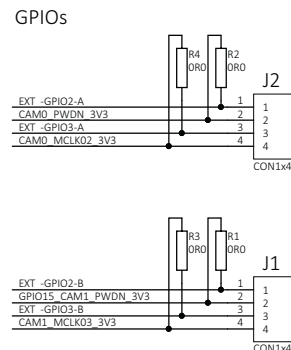 GPIOs
R4
0R0
R2
0R0
J2
EXT -GPIO2-A 1 1
CAM0_PWDN_3V3 2 2
EXT -GPIO3-A 3 3
CAM0_MCLK02_3V3 4 4
CON1x4
R3
0R0
R1
0R0
J1
EXT -GPIO2-B 1 1
GPIO15_CAM1_PWDN_3V3 2 2
EXT -GPIO3-B 3 3
CAM1_MCLK03_3V3 4 4
CON1x4